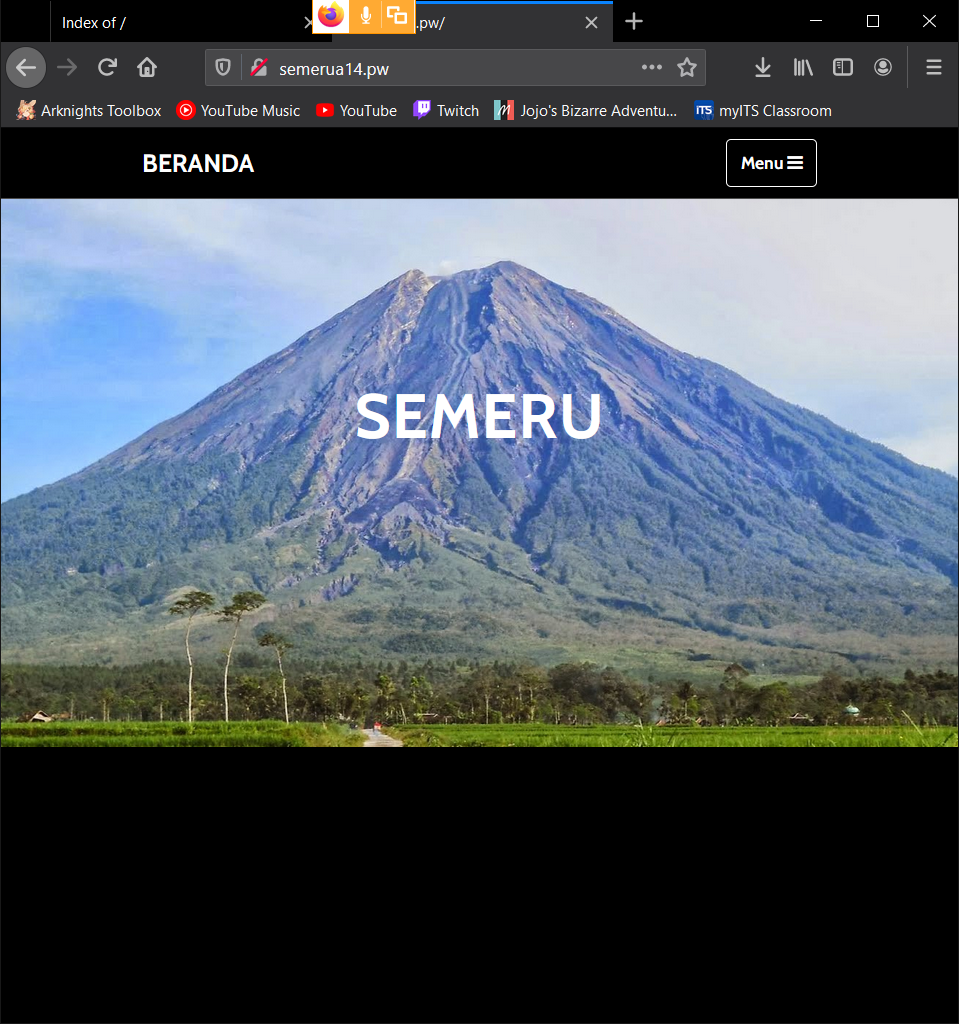 Index of /
.pw/
semerua14.pw
Arknights Toolbox
YouTube Music
YouTube
Twitch
Jojo's Bizarre Adventu...
ITS
myITS Classroom
BERANDA
Menu
SEMERU